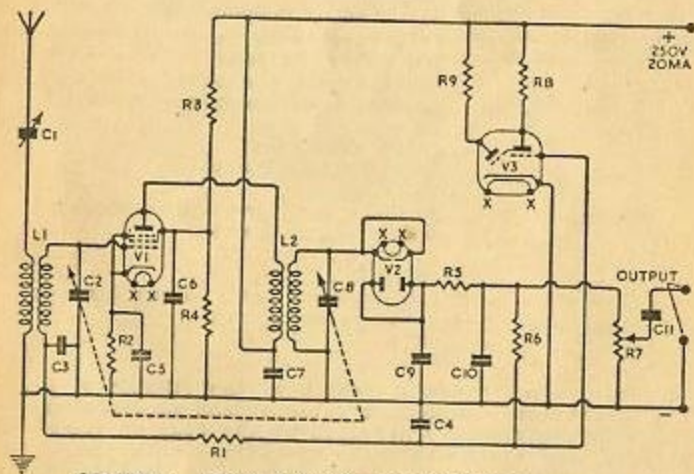 +
250V
20MA
R9
R8
R3
C1
V3
X X
L1
V1
L2
X X
C2
C6
C8
V2
R5
OUTPUT
X X
R4
C11
R2
R6
R7
C3
C5
C7
C9
C10
C4
−
R1